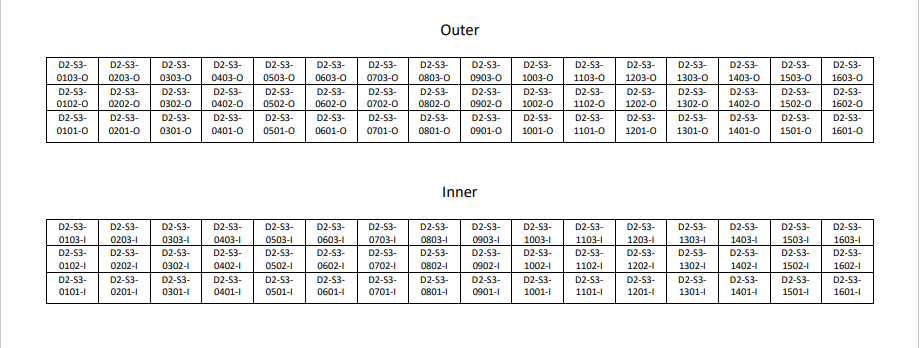 Outer
D2-S3- D2-S3- D2-S3- D2-S3- D2-S3- D2-S3- D2-S3- D2-S3- D2-S3- D2-S3- D2-S3- D2-S3- D2-S3- D2-S3- D2-S3- D2-S3-
0103-O 0203-O 0303-O 0403-O 0503-O 0603-O 0703-O 0803-O 0903-O 1003-O 1103-O 1203-O 1303-O 1403-O 1503-O 1603-O
D2-S3- D2-S3- D2-S3- D2-S3- D2-S3- D2-S3- D2-S3- D2-S3- D2-S3- D2-S3- D2-S3- D2-S3- D2-S3- D2-S3- D2-S3- D2-S3-
0102-O 0202-O 0302-O 0402-O 0502-O 0602-O 0702-O 0802-O 0902-O 1002-O 1102-O 1202-O 1302-O 1402-O 1502-O 1602-O
D2-S3- D2-S3- D2-S3- D2-S3- D2-S3- D2-S3- D2-S3- D2-S3- D2-S3- D2-S3- D2-S3- D2-S3- D2-S3- D2-S3- D2-S3- D2-S3-
0101-O 0201-O 0301-O 0401-O 0501-O 0601-O 0701-O 0801-O 0901-O 1001-O 1101-O 1201-O 1301-O 1401-O 1501-O 1601-O
Inner
D2-S3- D2-S3- D2-S3- D2-S3- D2-S3- D2-S3- D2-S3- D2-S3- D2-S3- D2-S3- D2-S3- D2-S3- D2-S3- D2-S3- D2-S3- D2-S3-
0103-I 0203-I 0303-I 0403-I 0503-I 0603-I 0703-I 0803-I 0903-I 1003-I 1103-I 1203-I 1303-I 1403-I 1503-I 1603-I
D2-S3- D2-S3- D2-S3- D2-S3- D2-S3- D2-S3- D2-S3- D2-S3- D2-S3- D2-S3- D2-S3- D2-S3- D2-S3- D2-S3- D2-S3- D2-S3-
0102-I 0202-I 0302-I 0402-I 0502-I 0602-I 0702-I 0802-I 0902-I 1002-I 1102-I 1202-I 1302-I 1402-I 1502-I 1602-I
D2-S3- D2-S3- D2-S3- D2-S3- D2-S3- D2-S3- D2-S3- D2-S3- D2-S3- D2-S3- D2-S3- D2-S3- D2-S3- D2-S3- D2-S3- D2-S3-
0101-I 0201-I 0301-I 0401-I 0501-I 0601-I 0701-I 0801-I 0901-I 1001-I 1101-I 1201-I 1301-I 1401-I 1501-I 1601-I